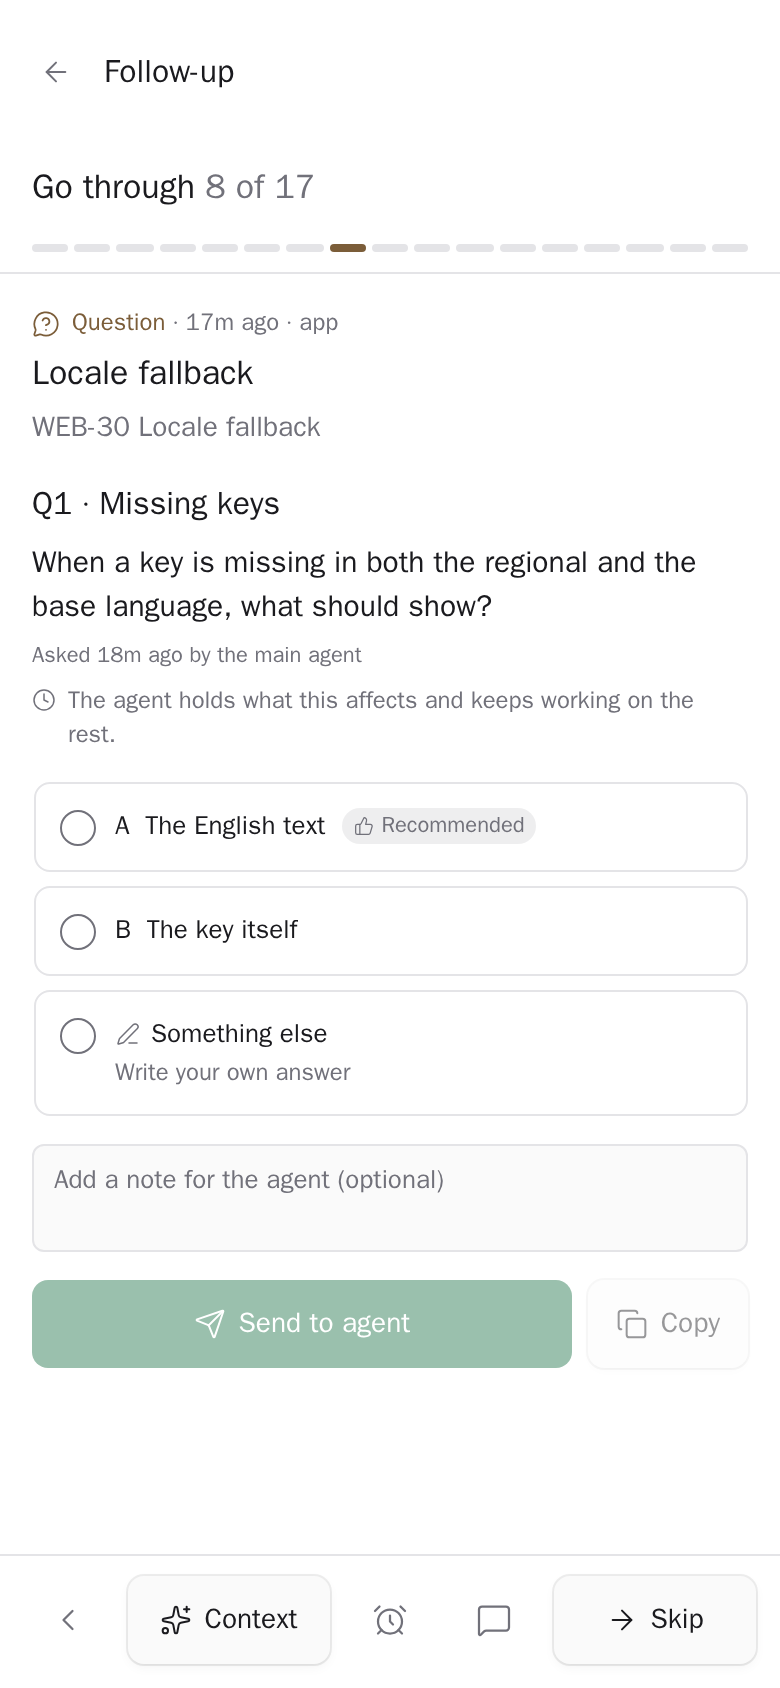 Follow-up
Go through 8 of 17
Question · 17m ago · app
Locale fallback
WEB-30 Locale fallback
Q1 · Missing keys
When a key is missing in both the regional and the
base language, what should show?
Asked 18m ago by the main agent
The agent holds what this affects and keeps working on the
rest.
A The English text Recommended
B The key itself
Something else
Write your own answer
Add a note for the agent (optional)
Send to agent Copy
Context Skip